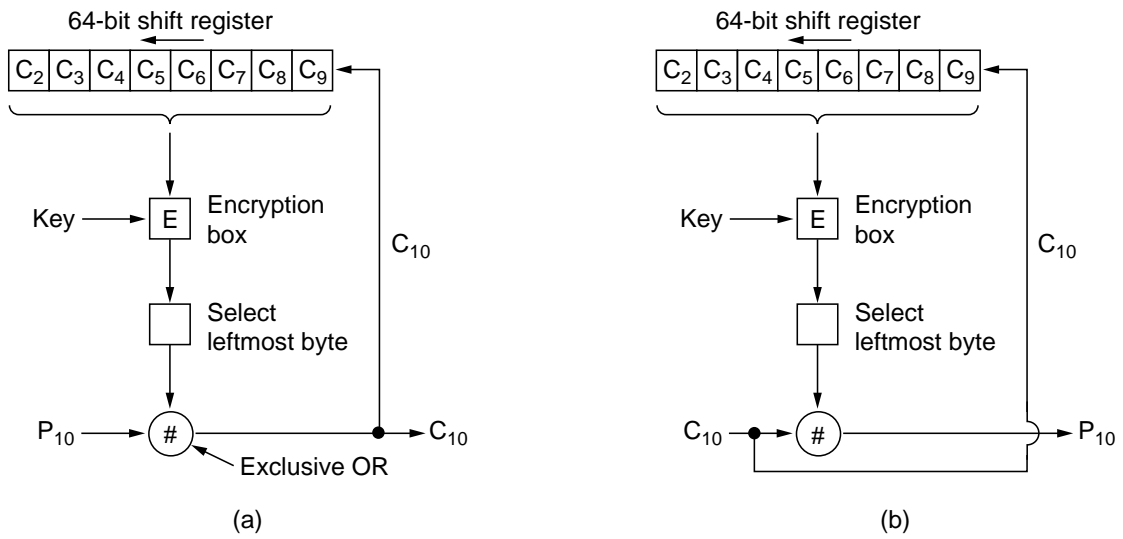 64-bit shift register
C2 C3 C4 C5 C6 C7 C8 C9
Key
E
Encryption
box
C10
Select
leftmost byte
P10
#
C10
Exclusive OR
(a)
64-bit shift register
C2 C3 C4 C5 C6 C7 C8 C9
Key
E
Encryption
box
C10
Select
leftmost byte
C10
#
P10
(b)